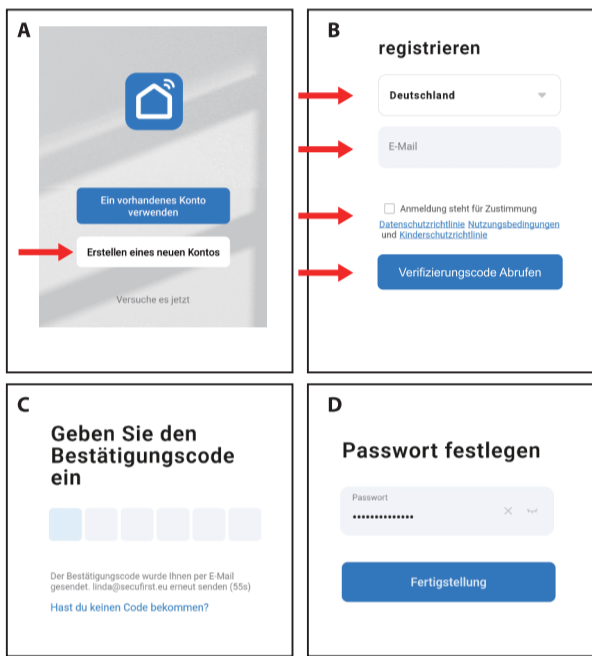 A
Ein vorhandenes Konto
verwenden
Erstellen eines neuen Kontos
Versuche es jetzt
B
registrieren
Deutschland
E-Mail
Anmeldung steht für Zustimmung
Datenschutzrichtlinie Nutzungsbedingungen
und Kinderschutzrichtlinie
Verifizierungscode Abrufen
C
Geben Sie den
Bestätigungscode
ein
Der Bestätigungscode wurde Ihnen per E-Mail
gesendet. linda@secufirst.eu erneut senden (55s)
Hast du keinen Code bekommen?
D
Passwort festlegen
Passwort
••••••••••••••
Fertigstellung